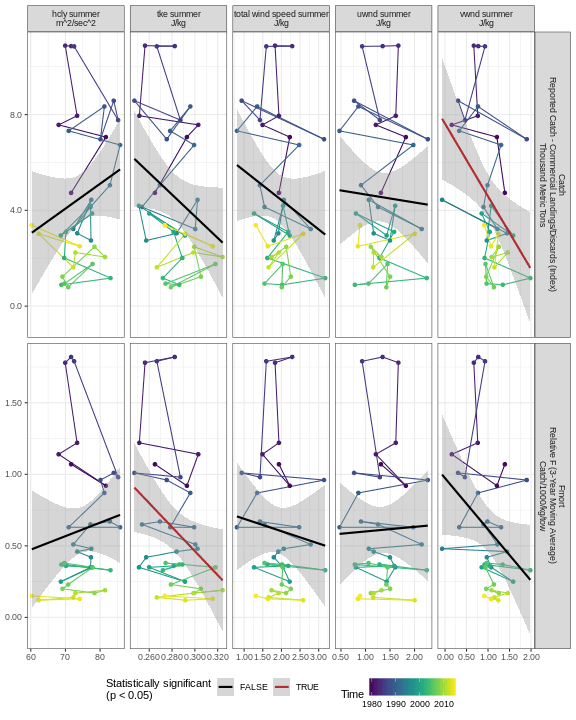 hcly summer
m^2/sec^2
tke summer
J/kg
total wind speed summer
J/kg
uwnd summer
J/kg
vwnd summer
J/kg
8.0
4.0
0.0
Catch
Reported Catch - Commercial Landings/Discards (Index)
Thousand Metric Tons
1.50
1.00
0.50
0.00
Fmort
Relative F (3-Year Moving Average)
Catch/1000/kg/tow
60 70 80
0.260 0.280 0.300 0.320
1.00 1.50 2.00 2.50 3.00
0.50 1.00 1.50 2.00
0.00 0.50 1.00 1.50 2.00
Statistically significant
(p < 0.05)
FALSE
TRUE
Time
1980 1990 2000 2010